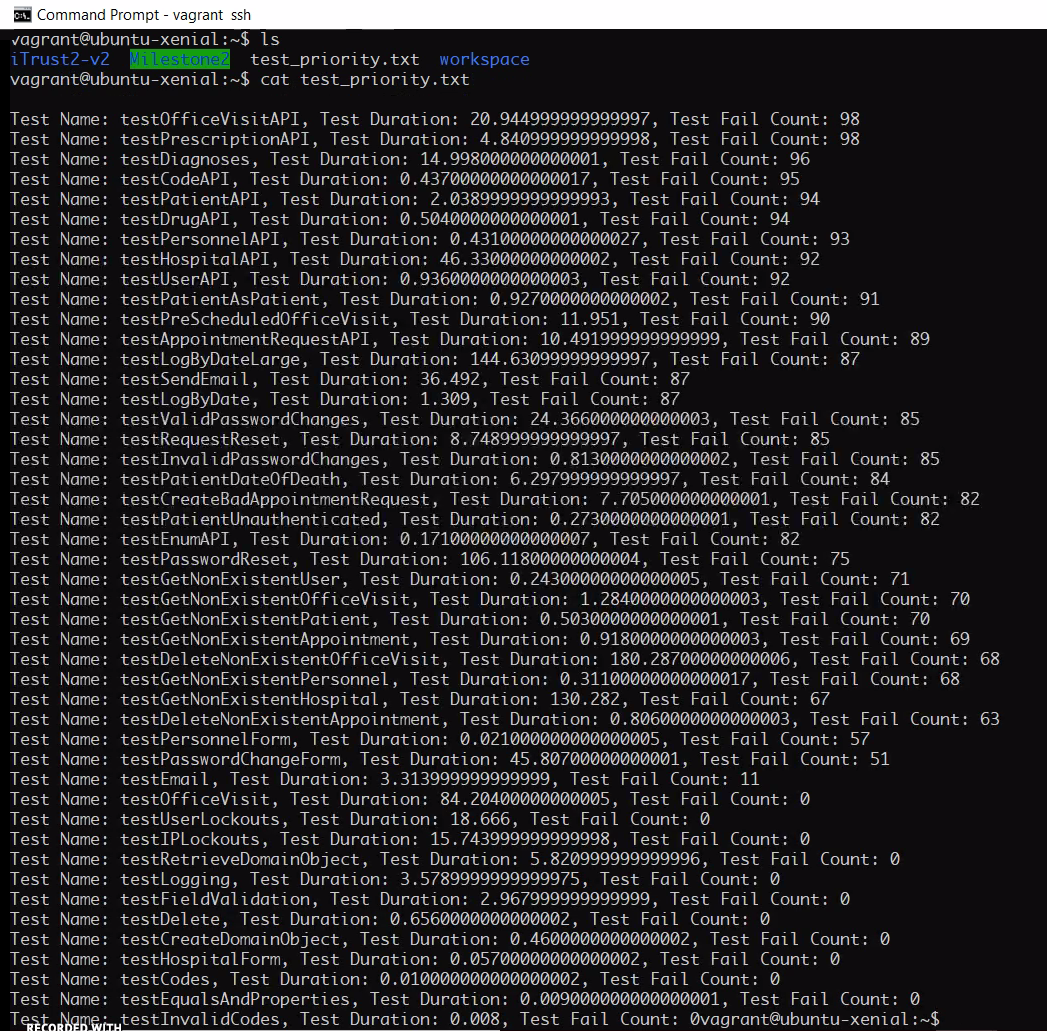 Command Prompt - vagrant ssh
vagrant@ubuntu-xenial:~$ ls
iTrust2-v2 Milestone2 test_priority.txt workspace
vagrant@ubuntu-xenial:~$ cat test_priority.txt
Test Name: testOfficeVisitAPI, Test Duration: 20.944999999999997, Test Fail Count: 98
Test Name: testPrescriptionAPI, Test Duration: 4.840999999999998, Test Fail Count: 98
Test Name: testDiagnoses, Test Duration: 14.998000000000001, Test Fail Count: 96
Test Name: testCodeAPI, Test Duration: 0.43700000000000017, Test Fail Count: 95
Test Name: testPatientAPI, Test Duration: 2.0389999999999993, Test Fail Count: 94
Test Name: testDrugAPI, Test Duration: 0.5040000000000001, Test Fail Count: 94
Test Name: testPersonnelAPI, Test Duration: 0.43100000000000027, Test Fail Count: 93
Test Name: testHospitalAPI, Test Duration: 46.33000000000002, Test Fail Count: 92
Test Name: testUserAPI, Test Duration: 0.9360000000000003, Test Fail Count: 92
Test Name: testPatientAsPatient, Test Duration: 0.9270000000000002, Test Fail Count: 91
Test Name: testPreScheduledOfficeVisit, Test Duration: 11.951, Test Fail Count: 90
Test Name: testAppointmentRequestAPI, Test Duration: 10.491999999999999, Test Fail Count: 89
Test Name: testLogByDateLarge, Test Duration: 144.63099999999997, Test Fail Count: 87
Test Name: testSendEmail, Test Duration: 36.492, Test Fail Count: 87
Test Name: testLogByDate, Test Duration: 1.309, Test Fail Count: 87
Test Name: testValidPasswordChanges, Test Duration: 24.366000000000003, Test Fail Count: 85
Test Name: testRequestReset, Test Duration: 8.748999999999997, Test Fail Count: 85
Test Name: testInvalidPasswordChanges, Test Duration: 0.8130000000000002, Test Fail Count: 85
Test Name: testPatientDateOfDeath, Test Duration: 6.297999999999997, Test Fail Count: 84
Test Name: testCreateBadAppointmentRequest, Test Duration: 7.705000000000001, Test Fail Count: 82
Test Name: testPatientUnauthenticated, Test Duration: 0.2730000000000001, Test Fail Count: 82
Test Name: testEnumAPI, Test Duration: 0.17100000000000007, Test Fail Count: 82
Test Name: testPasswordReset, Test Duration: 106.11800000000004, Test Fail Count: 75
Test Name: testGetNonExistentUser, Test Duration: 0.24300000000000005, Test Fail Count: 71
Test Name: testGetNonExistentOfficeVisit, Test Duration: 1.2840000000000003, Test Fail Count: 70
Test Name: testGetNonExistentPatient, Test Duration: 0.5030000000000001, Test Fail Count: 70
Test Name: testGetNonExistentAppointment, Test Duration: 0.9180000000000003, Test Fail Count: 69
Test Name: testDeleteNonExistentOfficeVisit, Test Duration: 180.28700000000006, Test Fail Count: 68
Test Name: testGetNonExistentPersonnel, Test Duration: 0.31100000000000017, Test Fail Count: 68
Test Name: testGetNonExistentHospital, Test Duration: 130.282, Test Fail Count: 67
Test Name: testDeleteNonExistentAppointment, Test Duration: 0.8060000000000003, Test Fail Count: 63
Test Name: testPersonnelForm, Test Duration: 0.021000000000000005, Test Fail Count: 57
Test Name: testPasswordChangeForm, Test Duration: 45.80700000000001, Test Fail Count: 51
Test Name: testEmail, Test Duration: 3.313999999999999, Test Fail Count: 11
Test Name: testOfficeVisit, Test Duration: 84.20400000000005, Test Fail Count: 0
Test Name: testUserLockouts, Test Duration: 18.666, Test Fail Count: 0
Test Name: testIPLockouts, Test Duration: 15.743999999999998, Test Fail Count: 0
Test Name: testRetrieveDomainObject, Test Duration: 5.820999999999996, Test Fail Count: 0
Test Name: testLogging, Test Duration: 3.5789999999999975, Test Fail Count: 0
Test Name: testFieldValidation, Test Duration: 2.967999999999999, Test Fail Count: 0
Test Name: testDelete, Test Duration: 0.6560000000000002, Test Fail Count: 0
Test Name: testCreateDomainObject, Test Duration: 0.4600000000000002, Test Fail Count: 0
Test Name: testHospitalForm, Test Duration: 0.05700000000000002, Test Fail Count: 0
Test Name: testCodes, Test Duration: 0.010000000000000002, Test Fail Count: 0
Test Name: testEqualsAndProperties, Test Duration: 0.009000000000000001, Test Fail Count: 0
Test Name: testInvalidCodes, Test Duration: 0.008, Test Fail Count: 0vagrant@ubuntu-xenial:~$
RECORDED WITH